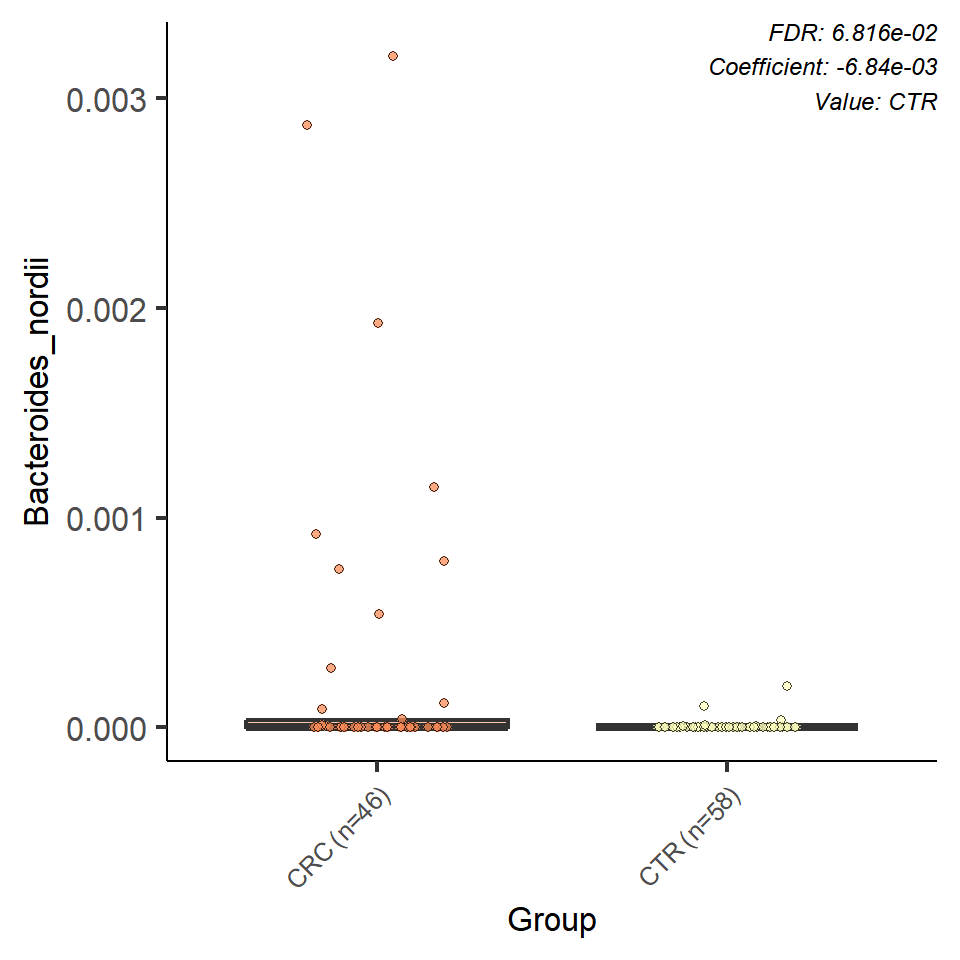 FDR: 6.816e-02
Coefficient: -6.84e-03
Value: CTR
0.003
0.002
0.001
0.000
Bacteroides_nordii
CRC (n=46)
CTR (n=58)
Group